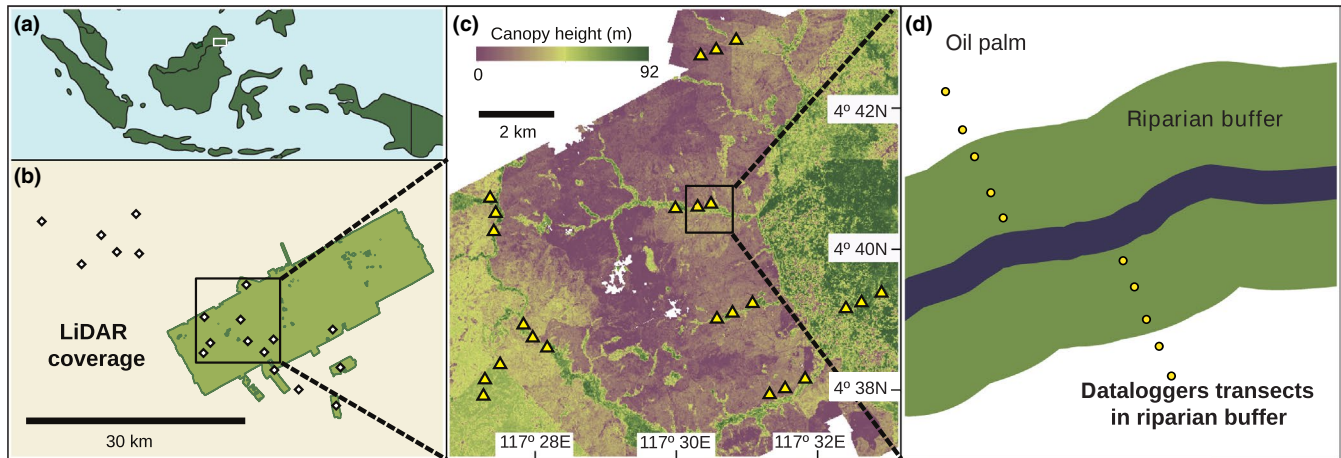 (a)
(b)
LiDAR
coverage
30 km
(c)
Canopy height (m)
0
92
2 km
4º 42N
4º 40N
4º 38N
117º 28E
117º 30E
117º 32E
(d)
Oil palm
Riparian buffer
Dataloggers transects
in riparian buffer